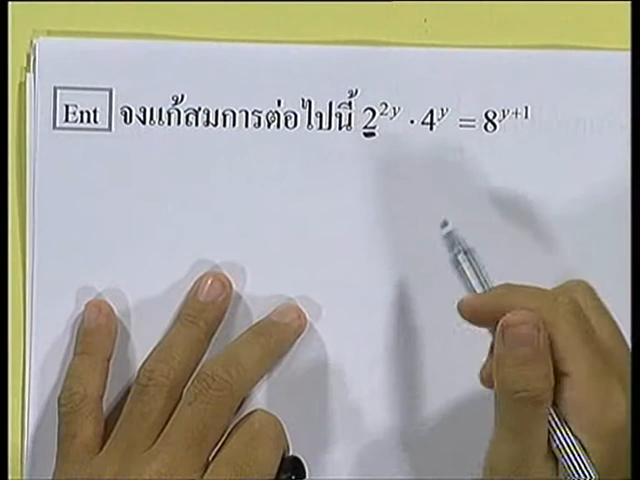 Ent จงแก้สมการต่อไปนี้ 2^{2y} · 4^{y} = 8^{y+1}